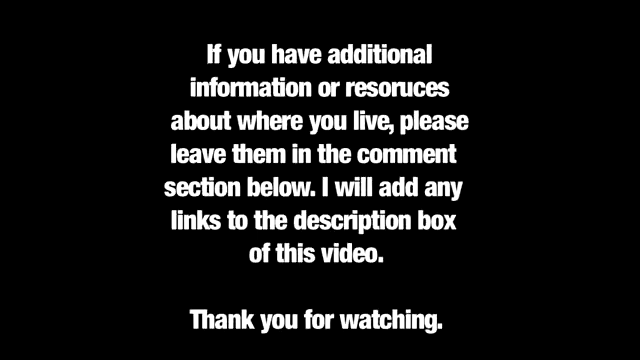 If you have additional
information or resoruces
about where you live, please
leave them in the comment
section below. I will add any
links to the description box
of this video.
Thank you for watching.